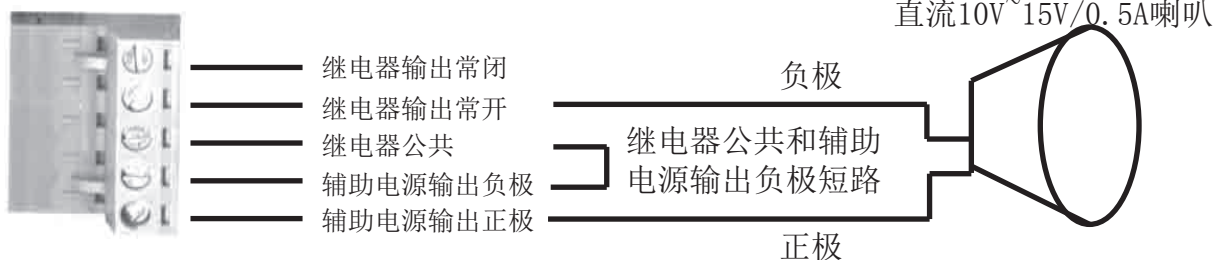 直流10V~15V/0.5A喇叭
继电器输出常闭
继电器输出常开
继电器公共
辅助电源输出负极
辅助电源输出正极
负极
继电器公共和辅助
电源输出负极短路
正极